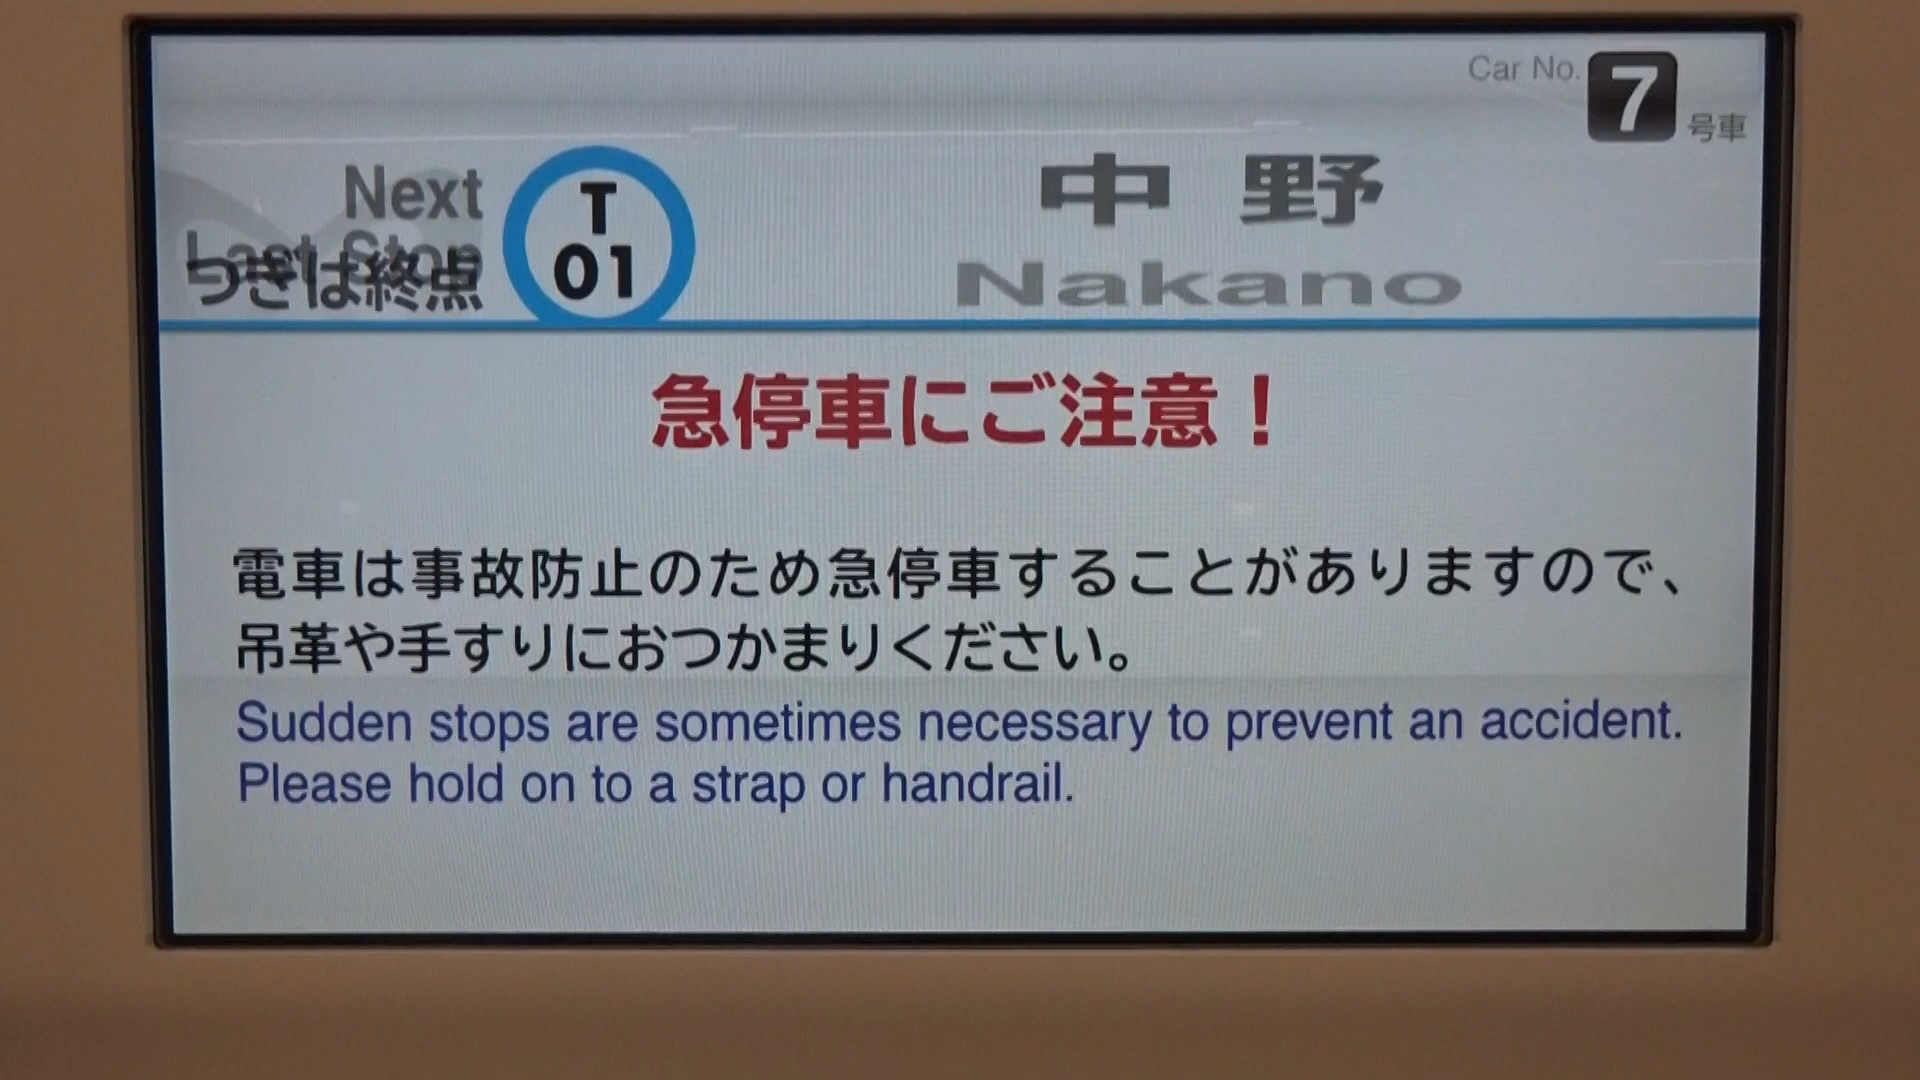 Car No. 7 号車
Next
Last Stop
つぎは終点
T
01
中野
Nakano
急停車にご注意！
電車は事故防止のため急停車することがありますので、
吊革や手すりにおつかまりください。
Sudden stops are sometimes necessary to prevent an accident.
Please hold on to a strap or handrail.